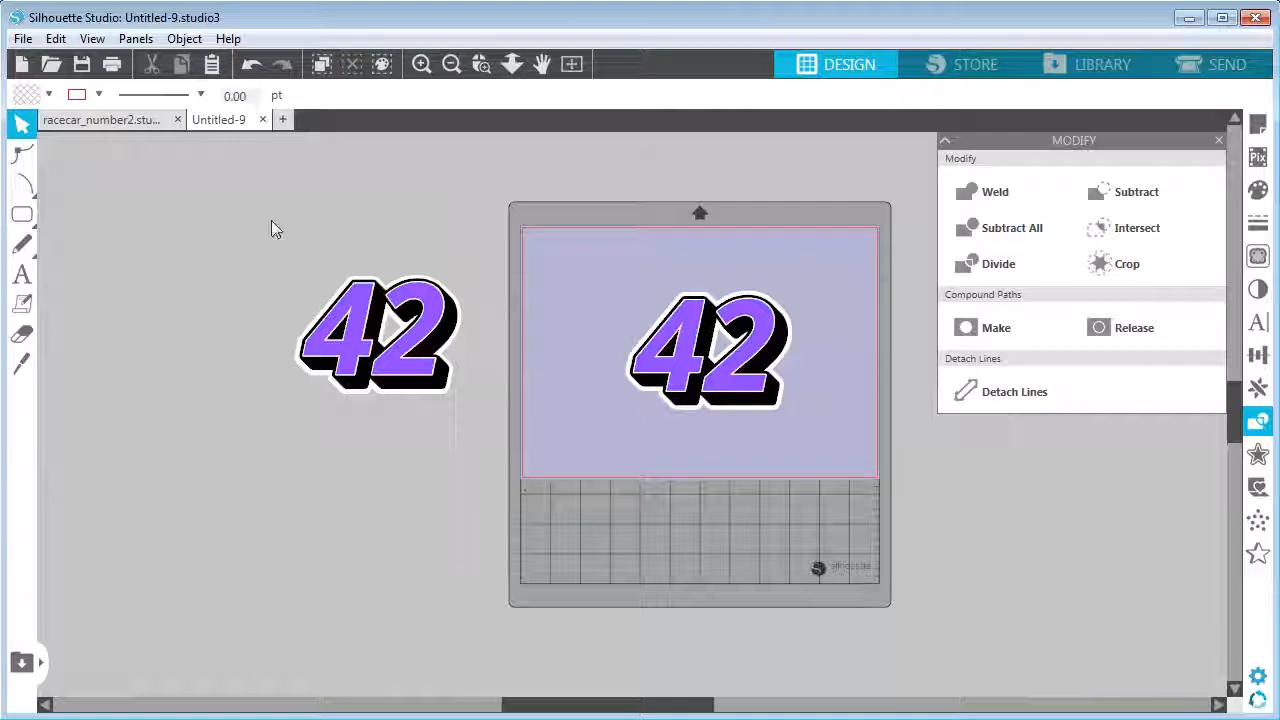 Silhouette Studio: Untitled-9.studio3
File Edit View Panels Object Help
DESIGN STORE LIBRARY SEND
0.00 pt
racecar_number2.stu... Untitled-9
MODIFY
Modify
Weld Subtract
Subtract All Intersect
Divide Crop
Compound Paths
Make Release
Detach Lines
Detach Lines
42
42
Pix
A
A
silhouette